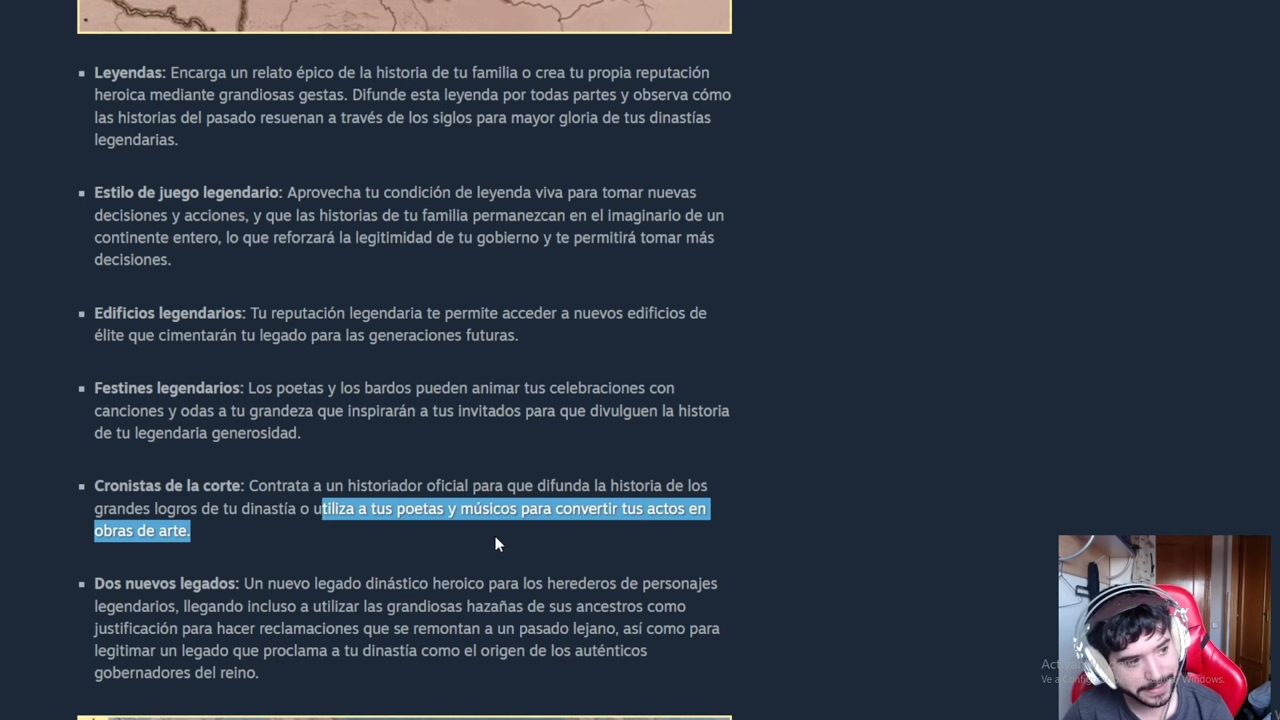 Leyendas: Encarga un relato épico de la historia de tu familia o crea tu propia reputación
heroica mediante grandiosas gestas. Difunde esta leyenda por todas partes y observa cómo
las historias del pasado resuenan a través de los siglos para mayor gloria de tus dinastías
legendarias.
Estilo de juego legendario: Aprovecha tu condición de leyenda viva para tomar nuevas
decisiones y acciones, y que las historias de tu familia permanezcan en el imaginario de un
continente entero, lo que reforzará la legitimidad de tu gobierno y te permitirá tomar más
decisiones.
Edificios legendarios: Tu reputación legendaria te permite acceder a nuevos edificios de
élite que cimentarán tu legado para las generaciones futuras.
Festines legendarios: Los poetas y los bardos pueden animar tus celebraciones con
canciones y odas a tu grandeza que inspirarán a tus invitados para que divulguen la historia
de tu legendaria generosidad.
Cronistas de la corte: Contrata a un historiador oficial para que difunda la historia de los
grandes logros de tu dinastía o utiliza a tus poetas y músicos para convertir tus actos en
obras de arte.
Dos nuevos legados: Un nuevo legado dinástico heroico para los herederos de personajes
legendarios, llegando incluso a utilizar las grandiosas hazañas de sus ancestros como
justificación para hacer reclamaciones que se remontan a un pasado lejano, así como para
legitimar un legado que proclama a tu dinastía como el origen de los auténticos
gobernadores del reino.
Ve a
Windows.